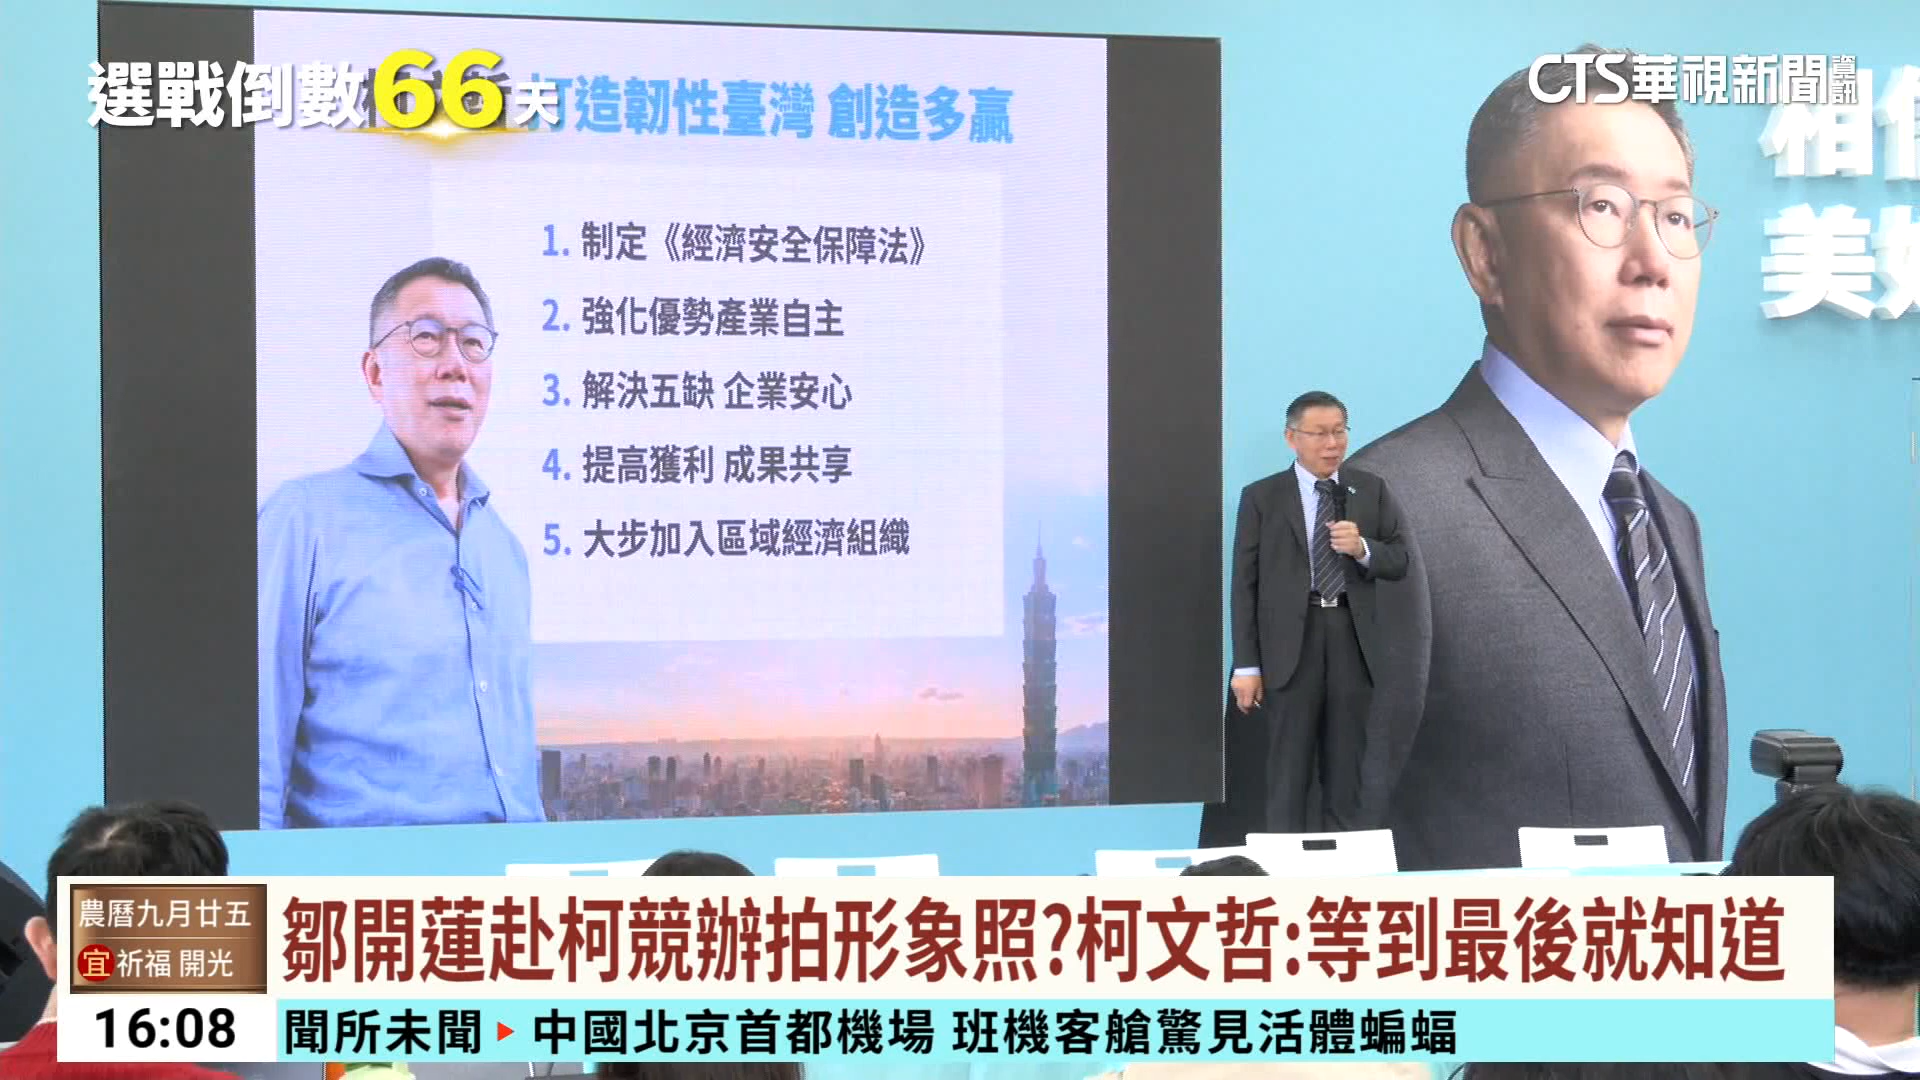 選戰倒數66天
打造韌性臺灣 創造多贏
CTS華視新聞資訊
相信
美好
1. 制定《經濟安全保障法》
2. 強化優勢產業自主
3. 解決五缺 企業安心
4. 提高獲利 成果共享
5. 大步加入區域經濟組織
農曆九月廿五
宜祈福 開光
鄒開蓮赴柯競辦拍形象照?柯文哲:等到最後就知道
16:08
聞所未聞▶中國北京首都機場 班機客艙驚見活體蝙蝠